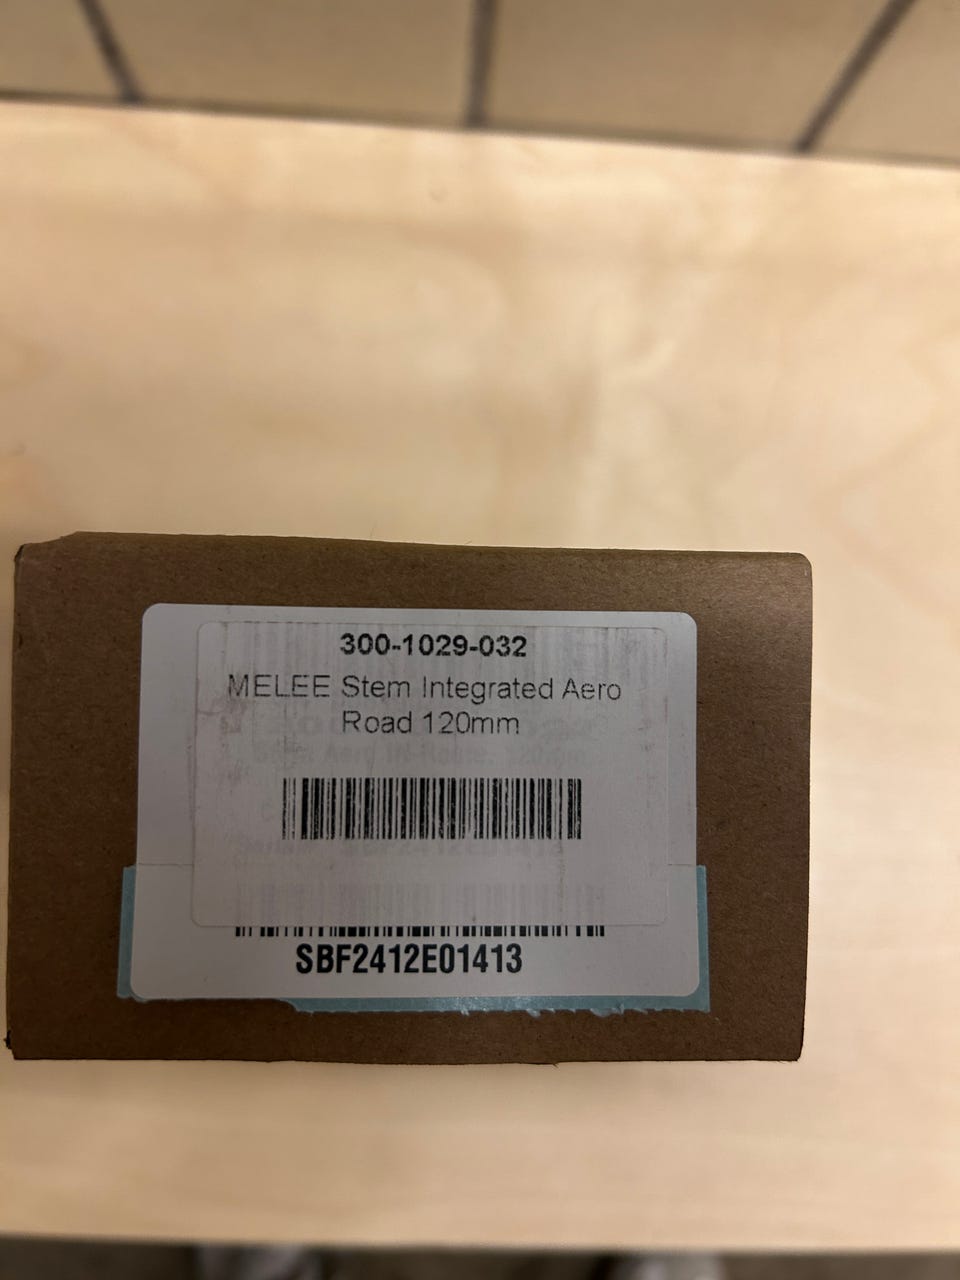 300-1029-032
MELEE Stem Integrated Aero
Road 120mm
SBF2412E01413